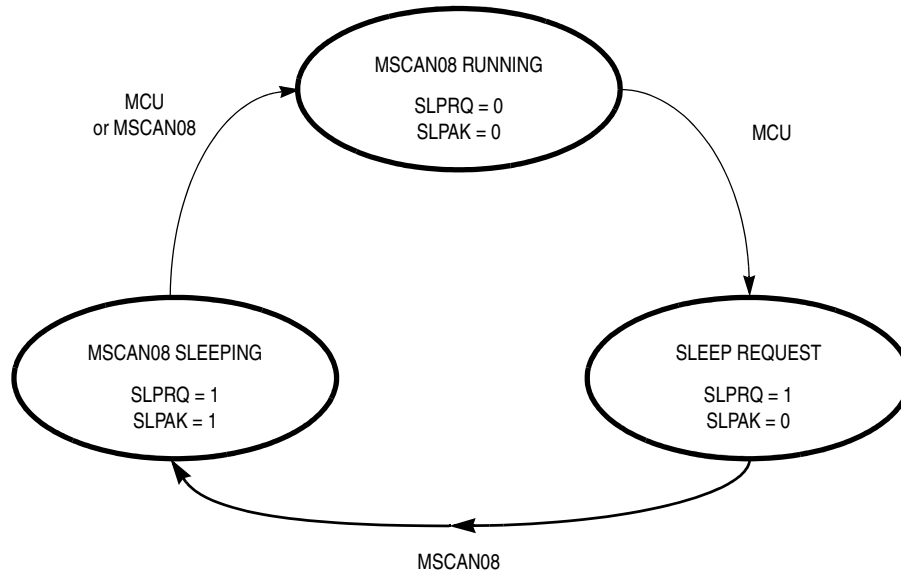 MSCAN08 RUNNING
SLPRQ = 0
SLPAK = 0
MCU
or MSCAN08
MCU
MSCAN08 SLEEPING
SLPRQ = 1
SLPAK = 1
SLEEP REQUEST
SLPRQ = 1
SLPAK = 0
MSCAN08